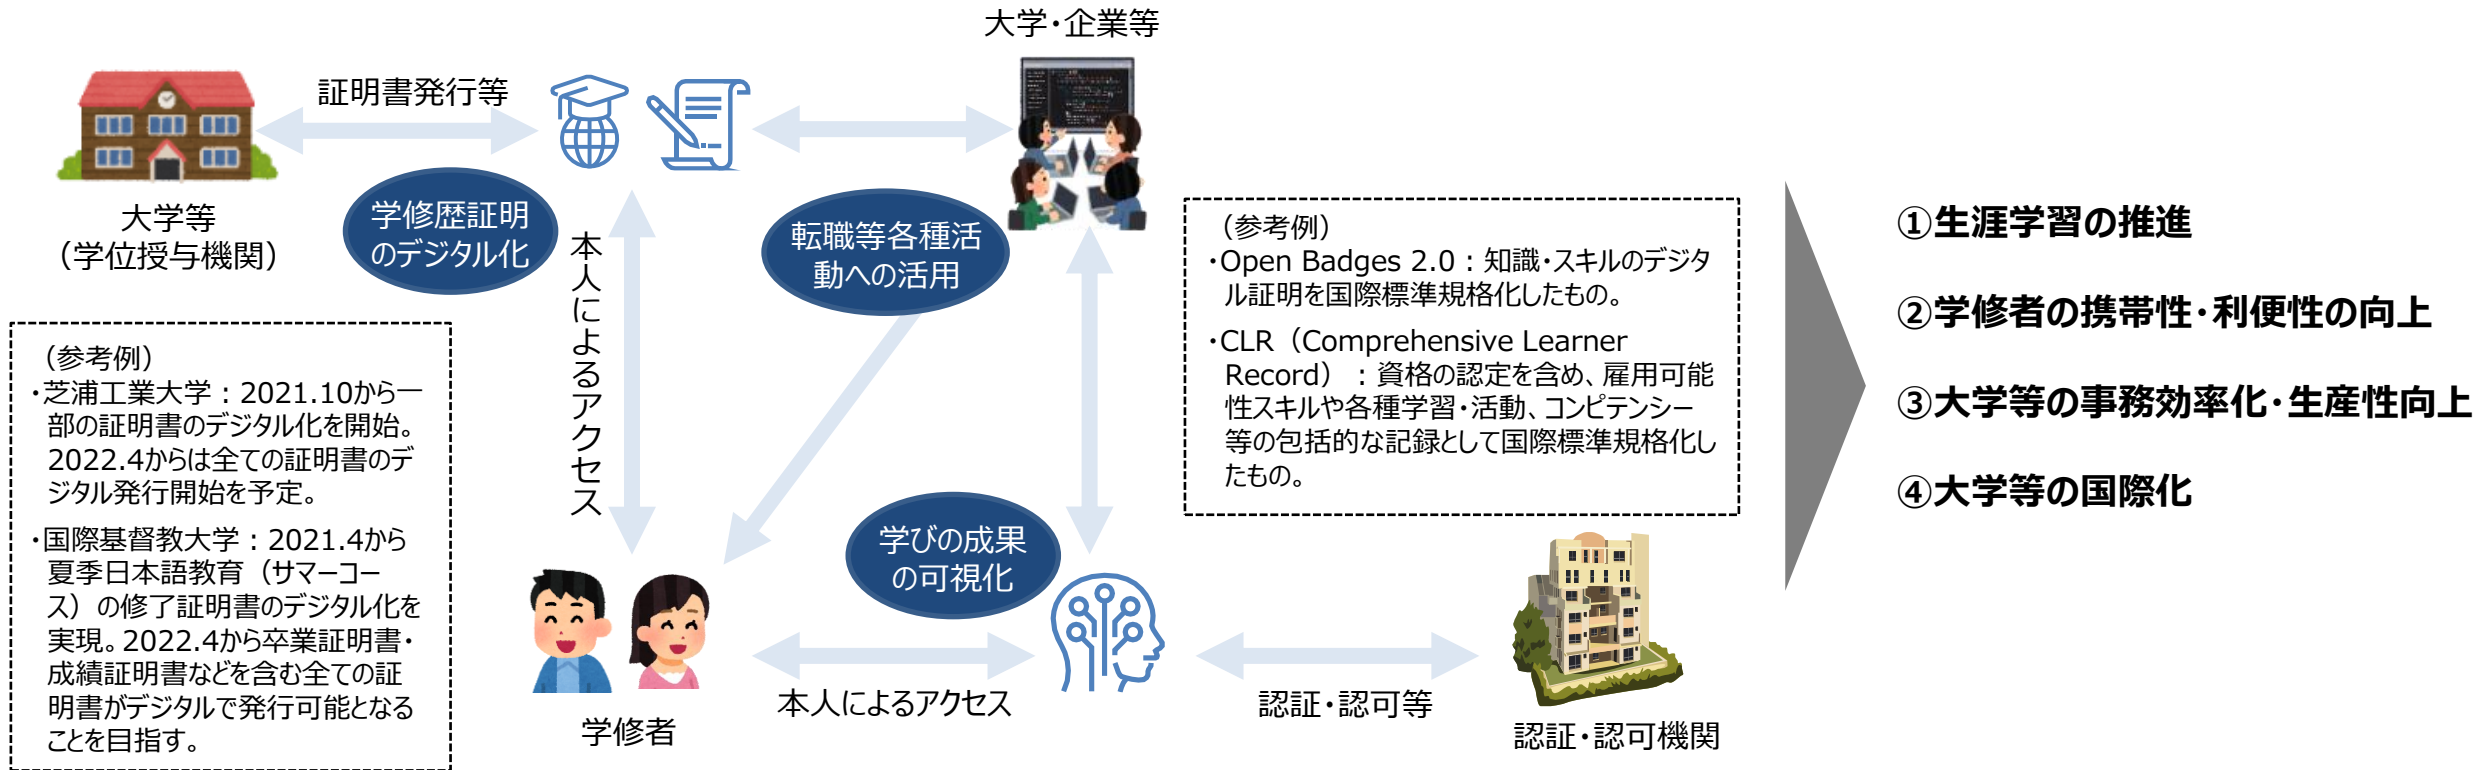 大学・企業等
証明書発行等
大学等
（学位授与機関）
学修歴証明
のデジタル化
本人によるアクセス
転職等各種活
動への活用
（参考例）
・芝浦工業大学：2021.10から一
部の証明書のデジタル化を開始。
2022.4からは全ての証明書のデ
ジタル発行開始を予定。
・国際基督教大学：2021.4から
夏季日本語教育（サマーコー
ス）の修了証明書のデジタル化を
実現。2022.4から卒業証明書・
成績証明書などを含む全ての証
明書がデジタルで発行可能となる
ことを目指す。
学修者
学びの成果
の可視化
本人によるアクセス
（参考例）
・Open Badges 2.0：知識・スキルのデジタ
ル証明を国際標準規格化したもの。
・CLR（Comprehensive Learner
Record）：資格の認定を含め、雇用可能
性スキルや各種学習・活動、コンピテンシー
等の包括的な記録として国際標準規格化し
たもの。
認証・認可等
認証・認可機関
①生涯学習の推進
②学修者の携帯性・利便性の向上
③大学等の事務効率化・生産性向上
④大学等の国際化